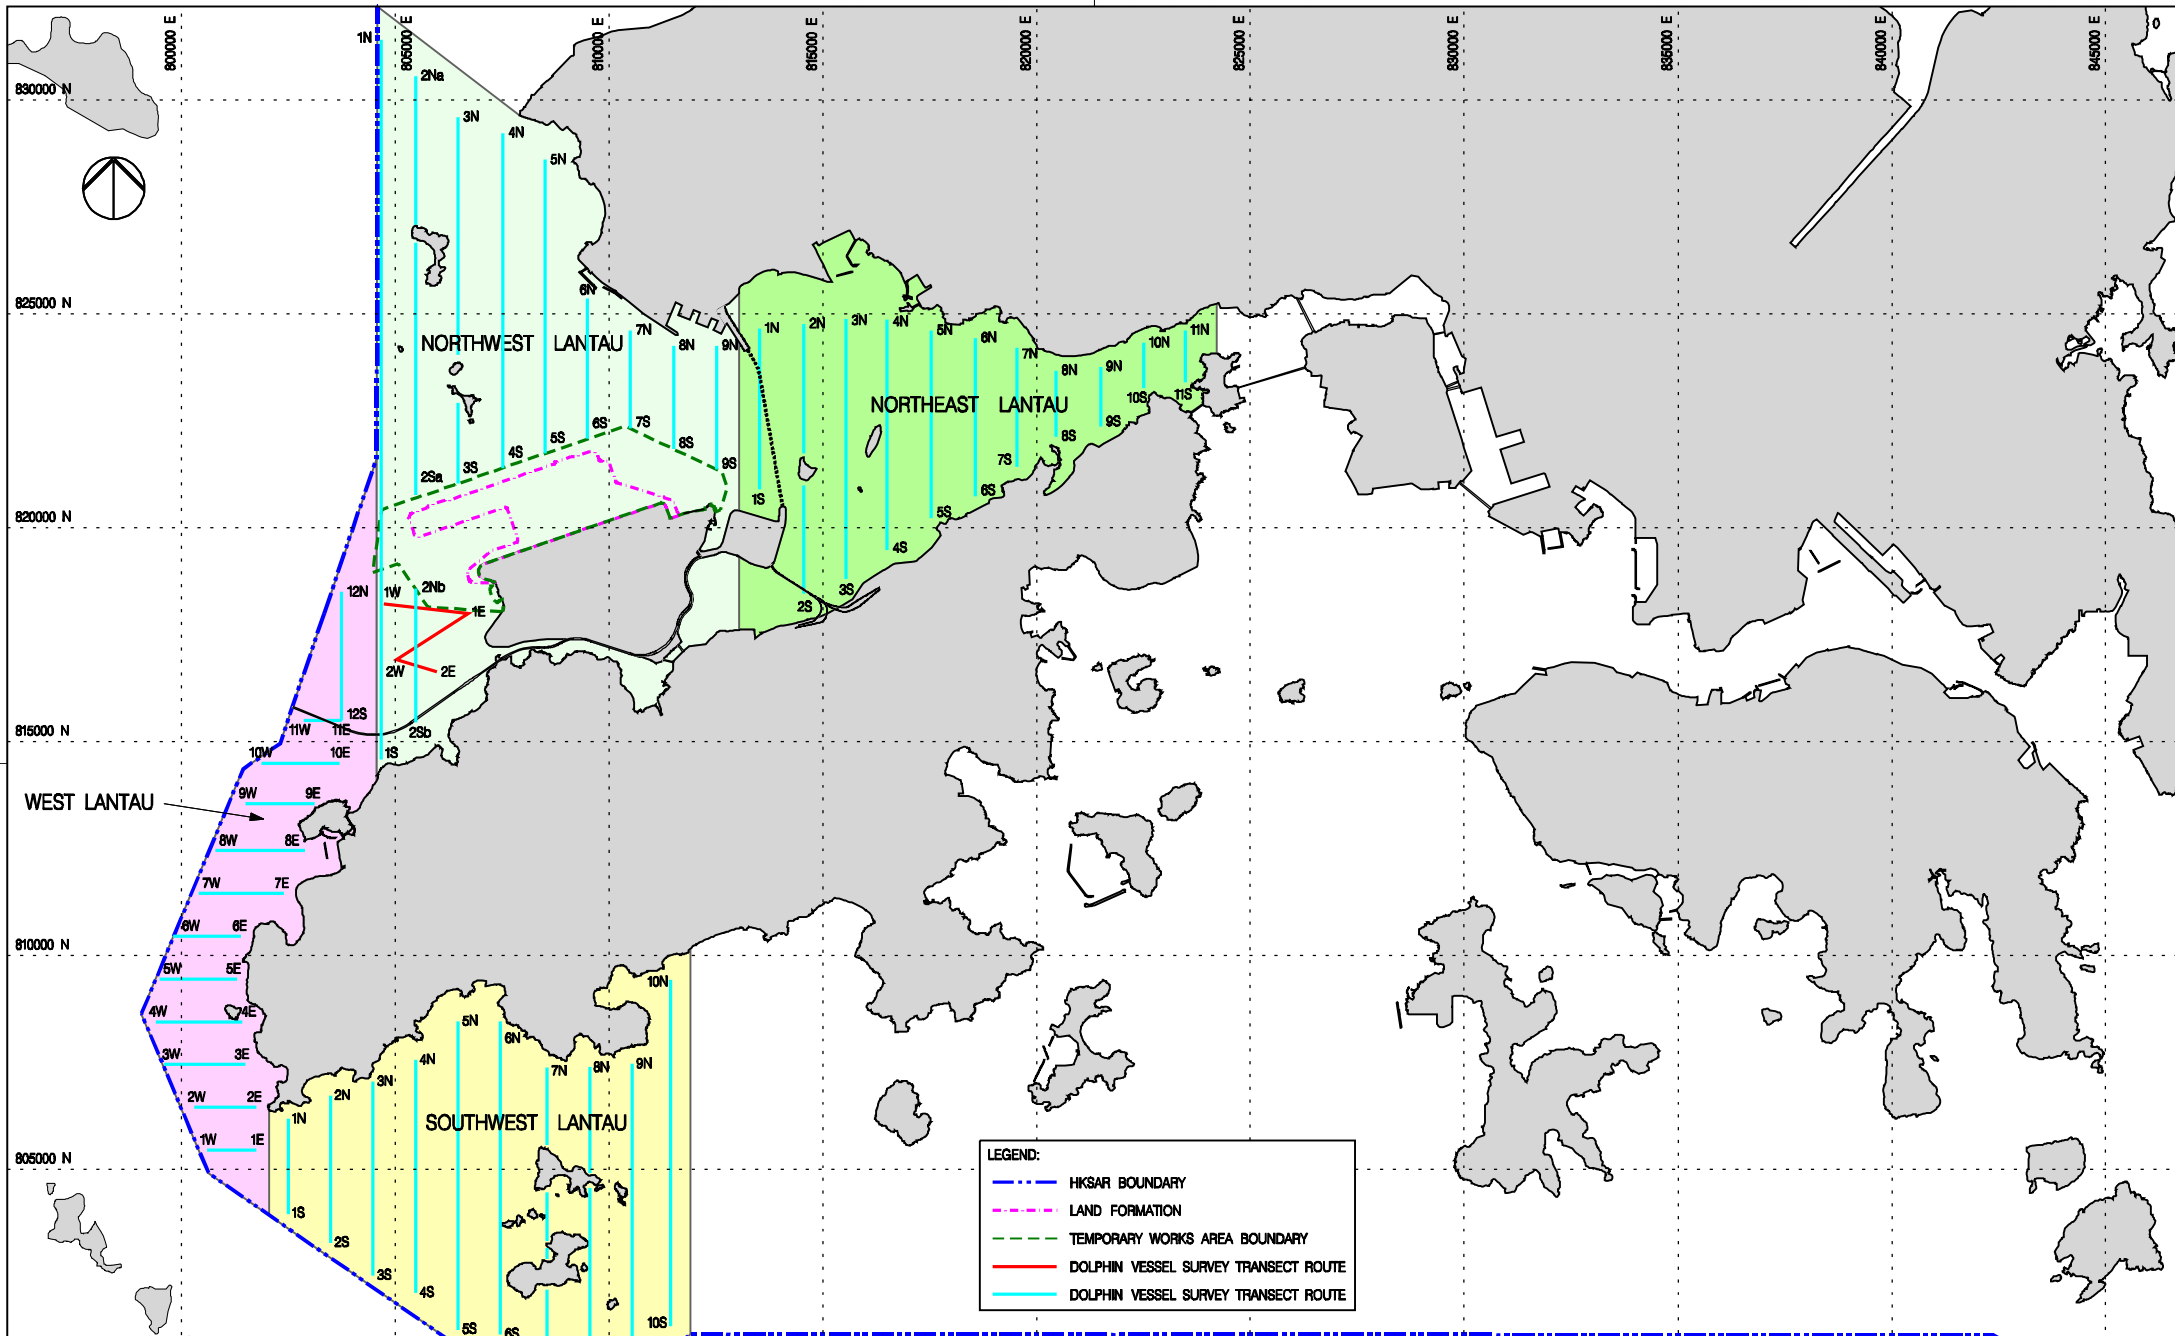 800000 E
805000 E
810000 E
815000 E
820000 E
825000 E
830000 E
835000 E
840000 E
845000 E
830000 N
825000 N
820000 N
815000 N
810000 N
805000 N
1N
2Na
3N
4N
5N
6N
7N
8N
9N
NORTHWEST LANTAU
2Sa
3S
4S
5S
6S
7S
8S
9S
1W
2Nb
1E
2W
2E
2Sb
1S
1N
2N
3N
4N
5N
6N
7N
8N
9N
10N
11N
NORTHEAST LANTAU
1S
2S
3S
4S
5S
6S
7S
8S
9S
10S
11S
12N
12S
11W
11E
10W
10E
WEST LANTAU
9W
9E
8W
8E
7W
7E
6W
6E
5W
5E
4W
4E
3W
3E
2W
2E
1W
1E
1N
2N
3N
4N
5N
6N
7N
8N
9N
10N
SOUTHWEST LANTAU
1S
2S
3S
4S
5S
6S
10S
LEGEND:
HKSAR BOUNDARY
LAND FORMATION
TEMPORARY WORKS AREA BOUNDARY
DOLPHIN VESSEL SURVEY TRANSECT ROUTE
DOLPHIN VESSEL SURVEY TRANSECT ROUTE